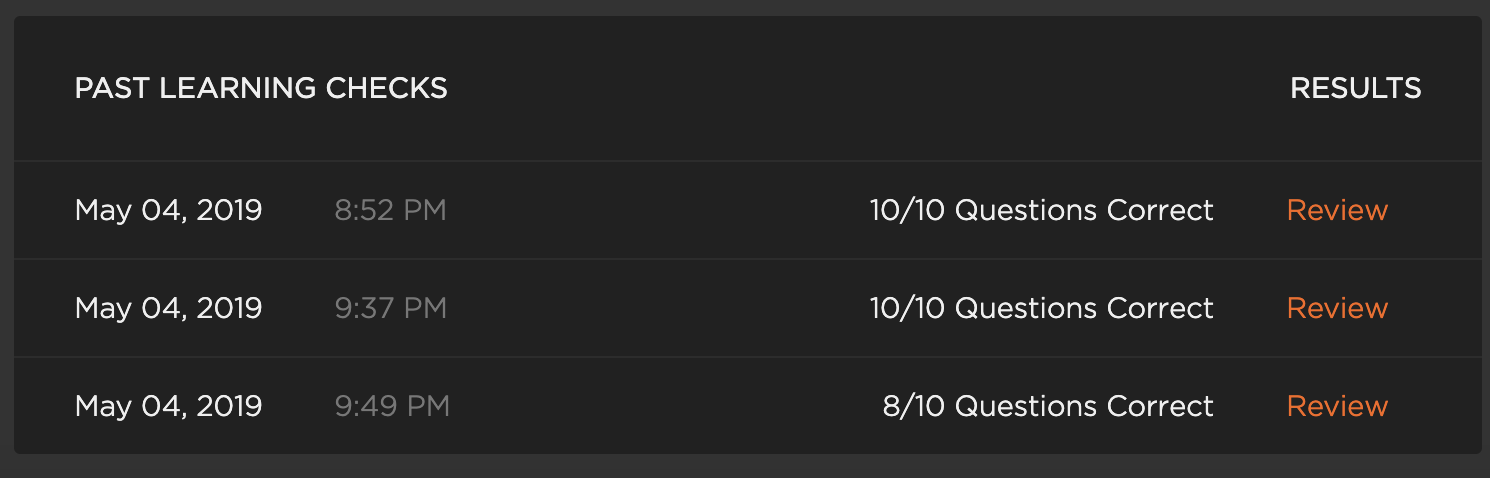 PAST LEARNING CHECKS RESULTS
May 04, 2019 8:52 PM 10/10 Questions Correct Review
May 04, 2019 9:37 PM 10/10 Questions Correct Review
May 04, 2019 9:49 PM 8/10 Questions Correct Review